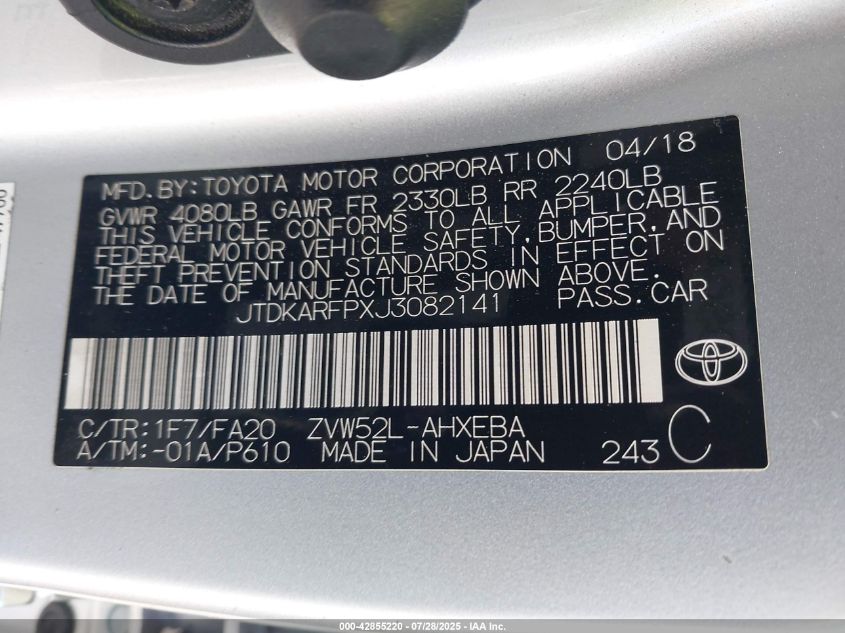 MFD.BY:TOYOTA MOTOR CORPORATION 04/18
GVWR 4080LB GAWR FR 2330LB RR 2240LB
THIS VEHICLE CONFORMS TO ALL APPLICABLE
FEDERAL MOTOR VEHICLE SAFETY,BUMPER,AND
THEFT PREVENTION STANDARDS IN EFFECT ON
THE DATE OF MANUFACTURE SHOWN ABOVE.
JTDKARFPXJ3082141 PASS.CAR
C/TR:1F7/FA20 ZVW52L-AHXEBA
A/TM:-01A/P610 MADE IN JAPAN 243 C
000-42855220 | 07/28/2025 - IAA Inc.